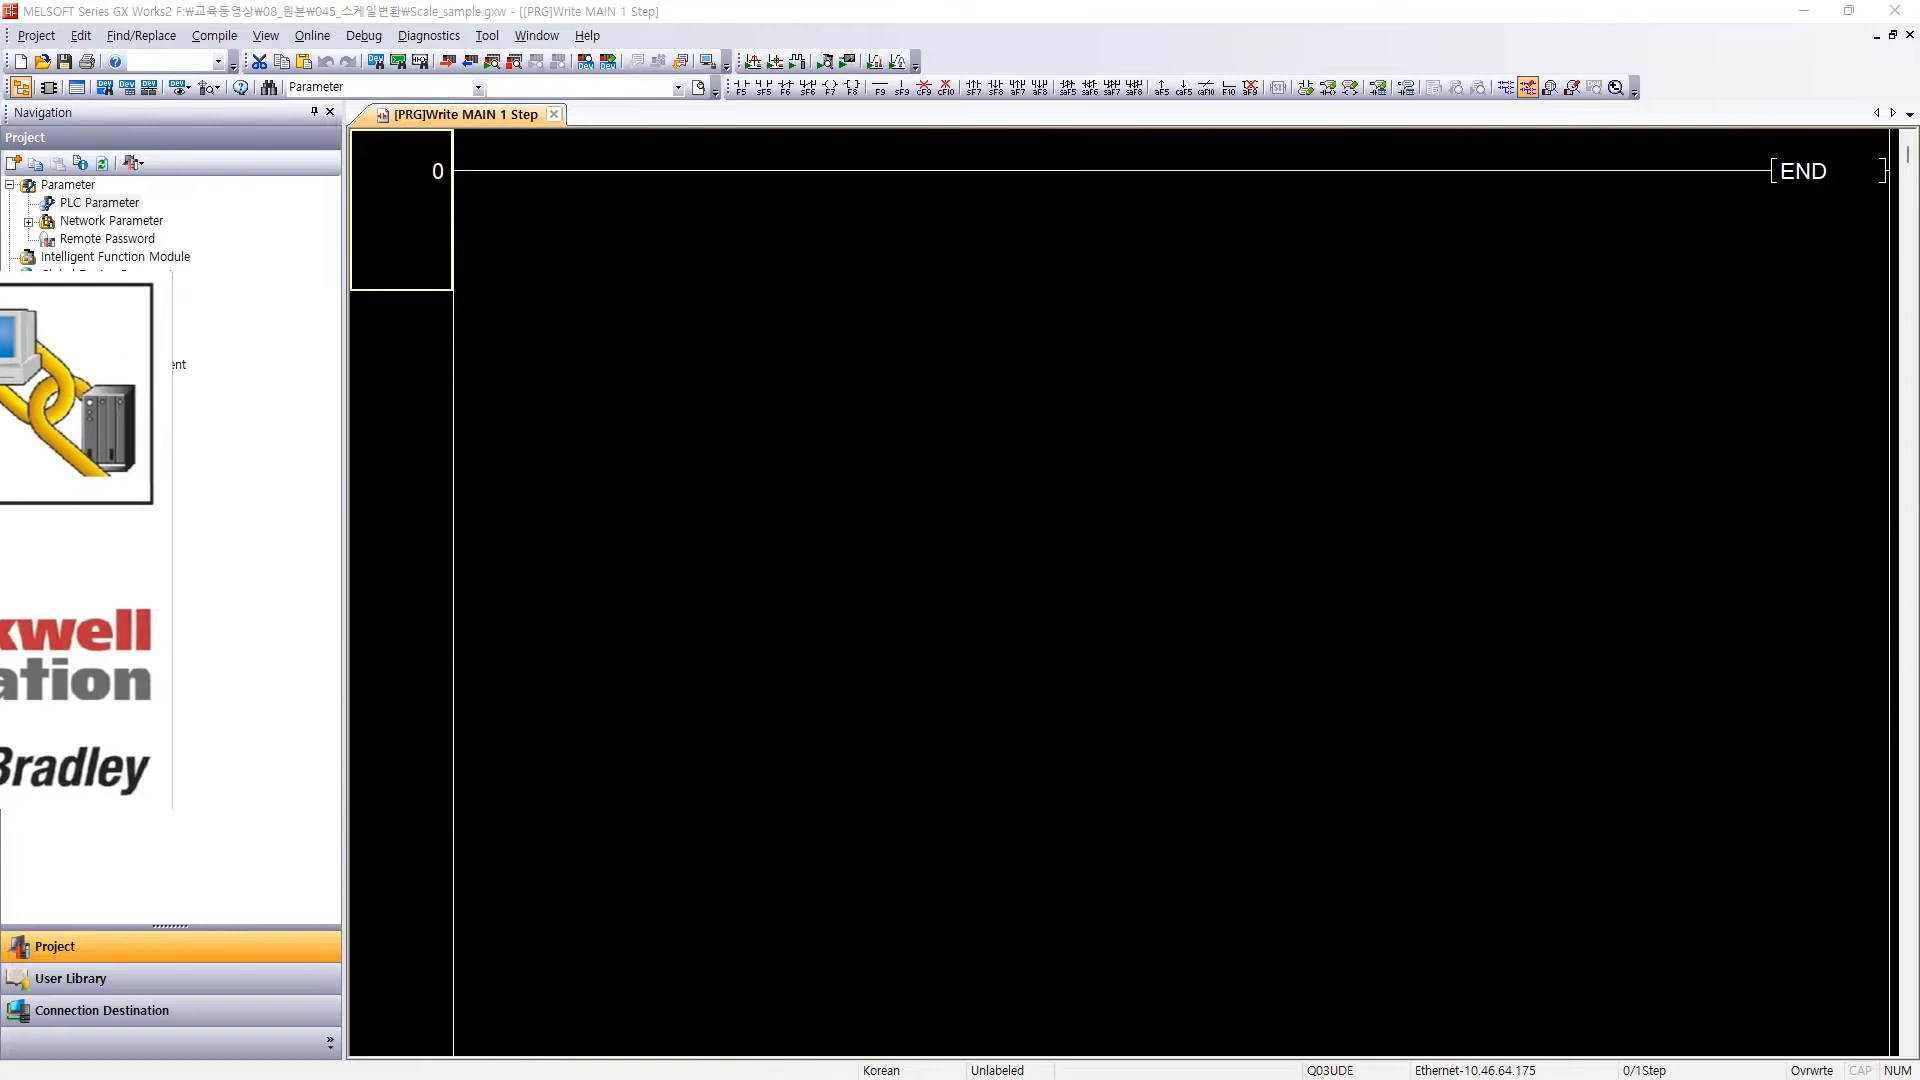 MELSOFT Series GX Works2 F:₩교육동영상₩08_원본₩045_스케일변환₩Scale_sample.gxw - [[PRG]Write MAIN 1 Step]
Project Edit Find/Replace Compile View Online Debug Diagnostics Tool Window Help
Parameter
Navigation
[PRG]Write MAIN 1 Step
Project
0
END
Parameter
PLC Parameter
Network Parameter
Remote Password
Intelligent Function Module
ent
xwell
ation
Bradley
Project
User Library
Connection Destination
Korean Unlabeled Q03UDE Ethernet-10.46.64.175 0/1Step Ovrwrte CAP NUM